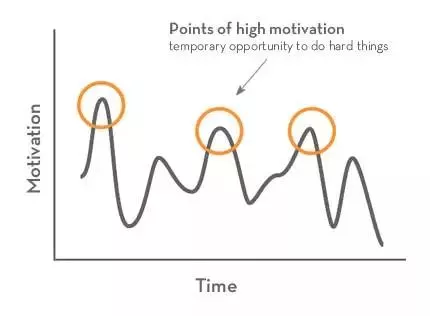 Points of high motivation
temporary opportunity to do hard things
Motivation
Time